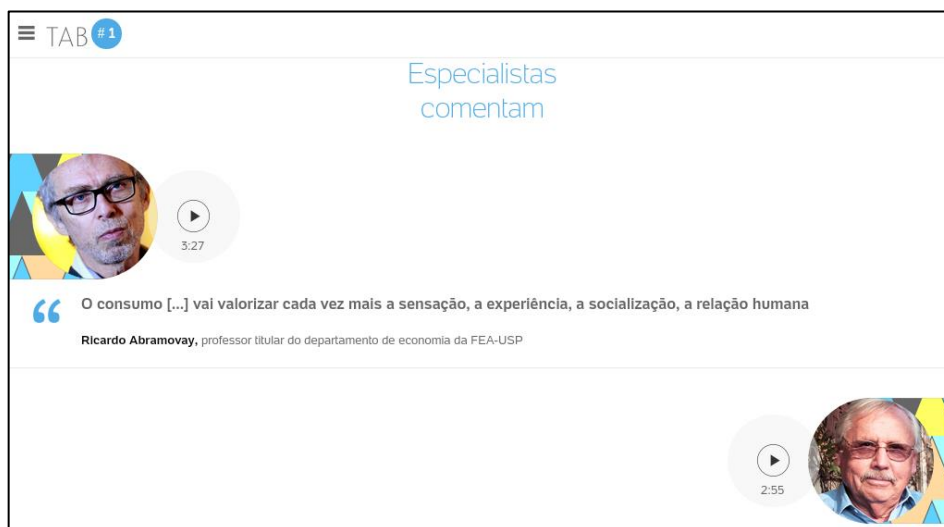 TAB #1
Especialistas
comentam
3:27
“ O consumo [...] vai valorizar cada vez mais a sensação, a experiência, a socialização, a relação humana
Ricardo Abramovay, professor titular do departamento de economia da FEA-USP
2:55